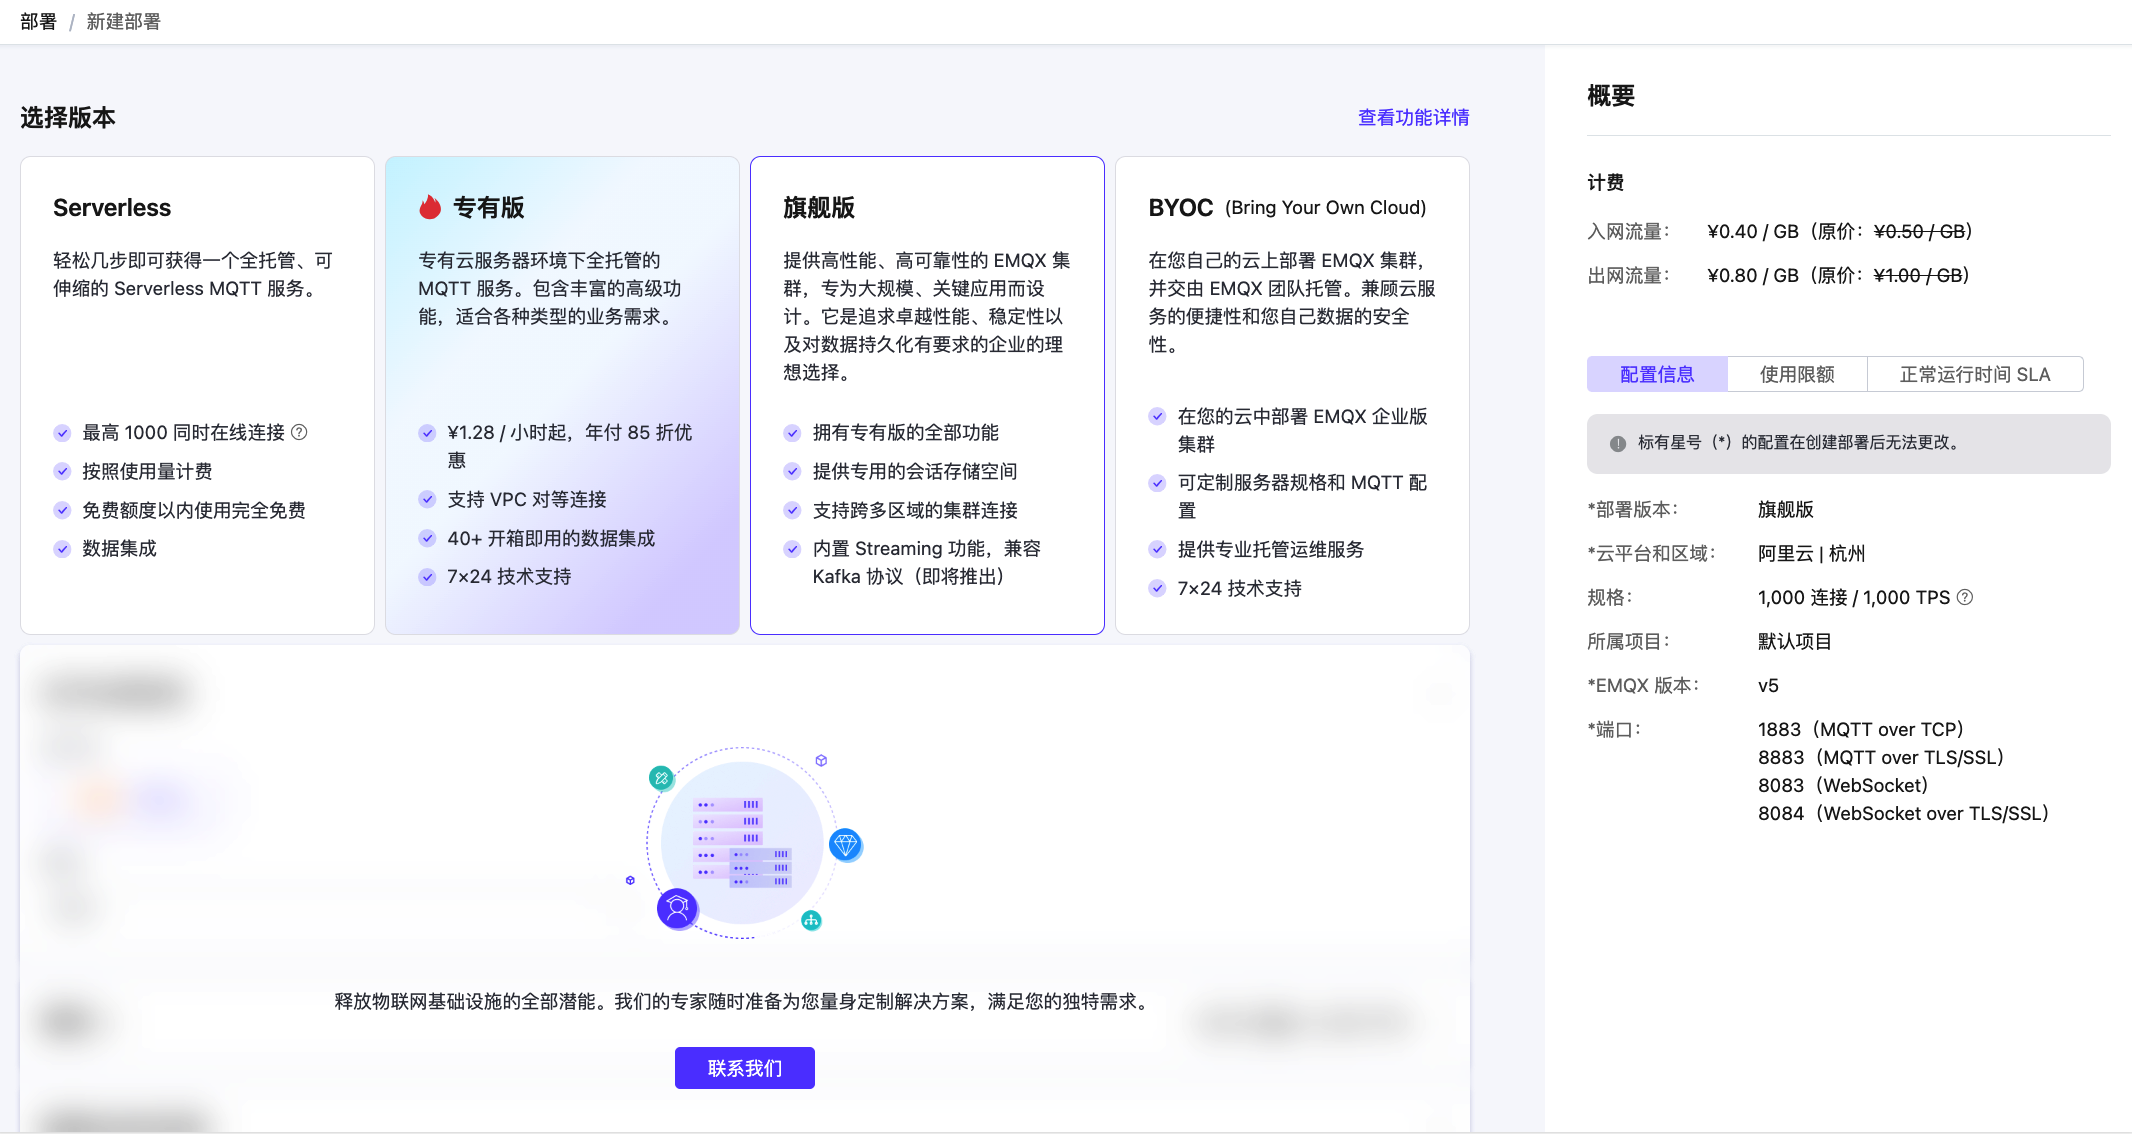 部署 / 新建部署
选择版本
查看功能详情
Serverless
轻松几步即可获得一个全托管、可
伸缩的 Serverless MQTT 服务。
最高 1000 同时在线连接
按照使用量计费
免费额度以内使用完全免费
数据集成
专有版
专有云服务器环境下全托管的
MQTT 服务。包含丰富的高级功
能，适合各种类型的业务需求。
¥1.28 / 小时起，年付 85 折优
惠
支持 VPC 对等连接
40+ 开箱即用的数据集成
7×24 技术支持
旗舰版
提供高性能、高可靠性的 EMQX 集
群，专为大规模、关键应用而设
计。它是追求卓越性能、稳定性以
及对数据持久化有要求的企业的理
想选择。
拥有专有版的全部功能
提供专用的会话存储空间
支持跨多区域的集群连接
内置 Streaming 功能，兼容
Kafka 协议（即将推出）
BYOC (Bring Your Own Cloud)
在您自己的云上部署 EMQX 集群，
并交由 EMQX 团队托管。兼顾云服
务的便捷性和您自己数据的安全
性。
在您的云中部署 EMQX 企业版
集群
可定制服务器规格和 MQTT 配
置
提供专业托管运维服务
7×24 技术支持
释放物联网基础设施的全部潜能。我们的专家随时准备为您量身定制解决方案，满足您的独特需求。
联系我们
概要
计费
入网流量： ¥0.40 / GB（原价：¥0.50 / GB）
出网流量： ¥0.80 / GB（原价：¥1.00 / GB）
配置信息 使用限额 正常运行时间 SLA
标有星号（*）的配置在创建部署后无法更改。
*部署版本： 旗舰版
*云平台和区域： 阿里云 | 杭州
规格： 1,000 连接 / 1,000 TPS
所属项目： 默认项目
*EMQX 版本： v5
*端口： 1883（MQTT over TCP）
8883（MQTT over TLS/SSL）
8083（WebSocket）
8084（WebSocket over TLS/SSL）